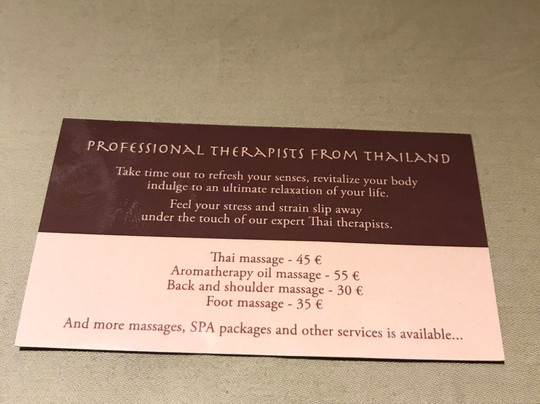 PROFESSIONAL THERAPISTS FROM THAILAND
Take time out to refresh your senses, revitalize your body
indulge to an ultimate relaxation of your life.
Feel your stress and strain slip away
under the touch of our expert Thai therapists.
Thai massage - 45 €
Aromatherapy oil massage - 55 €
Back and shoulder massage - 30 €
Foot massage - 35 €
And more massages, SPA packages and other services is available...